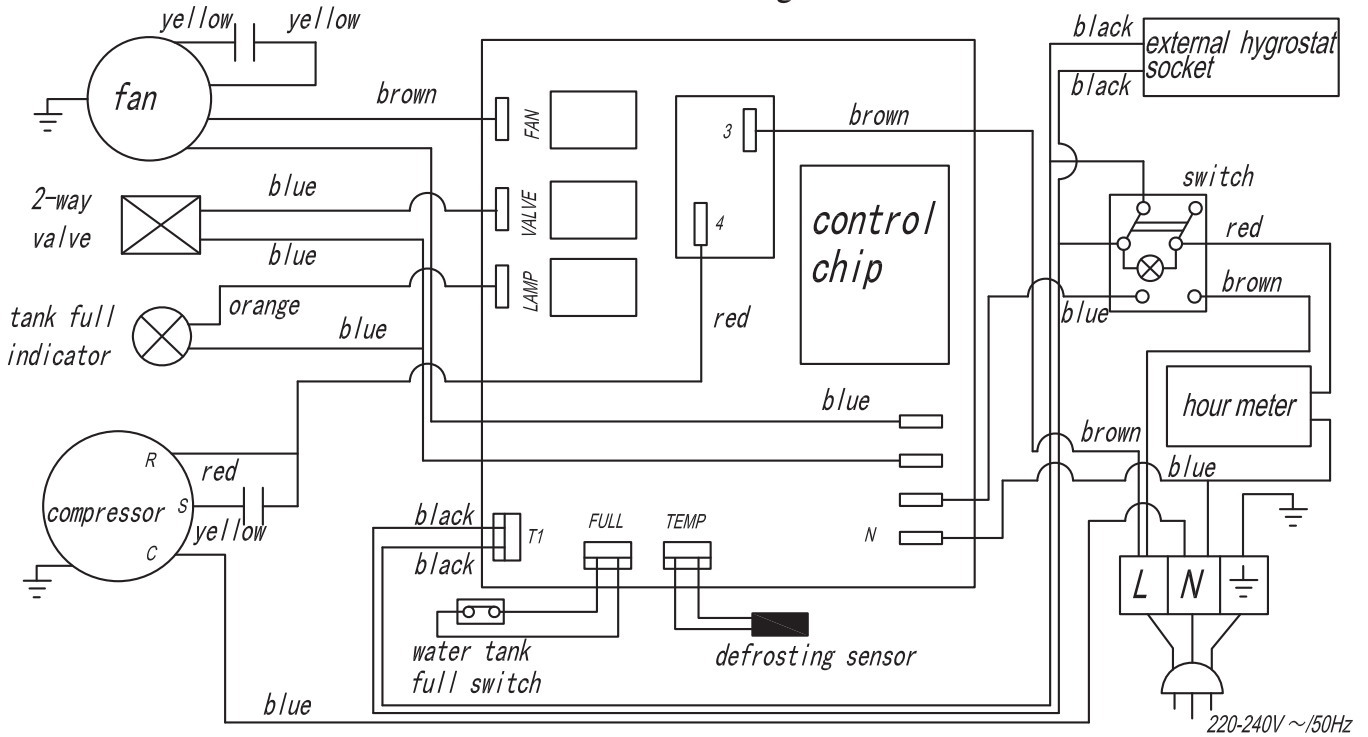 yellow yellow
black
external hygrostat
socket
black
fan
brown
FAN
3
brown
2-way
valve
blue
VALVE
4
control
chip
switch
red
blue
LAMP
brown
orange
blue
tank full
indicator
blue
red
blue
hour meter
brown
R
red
compressor
S
yellow
C
blue
black
T1
FULL
TEMP
N
black
L
N
water tank
full switch
defrosting sensor
blue
220-240V ~/50Hz